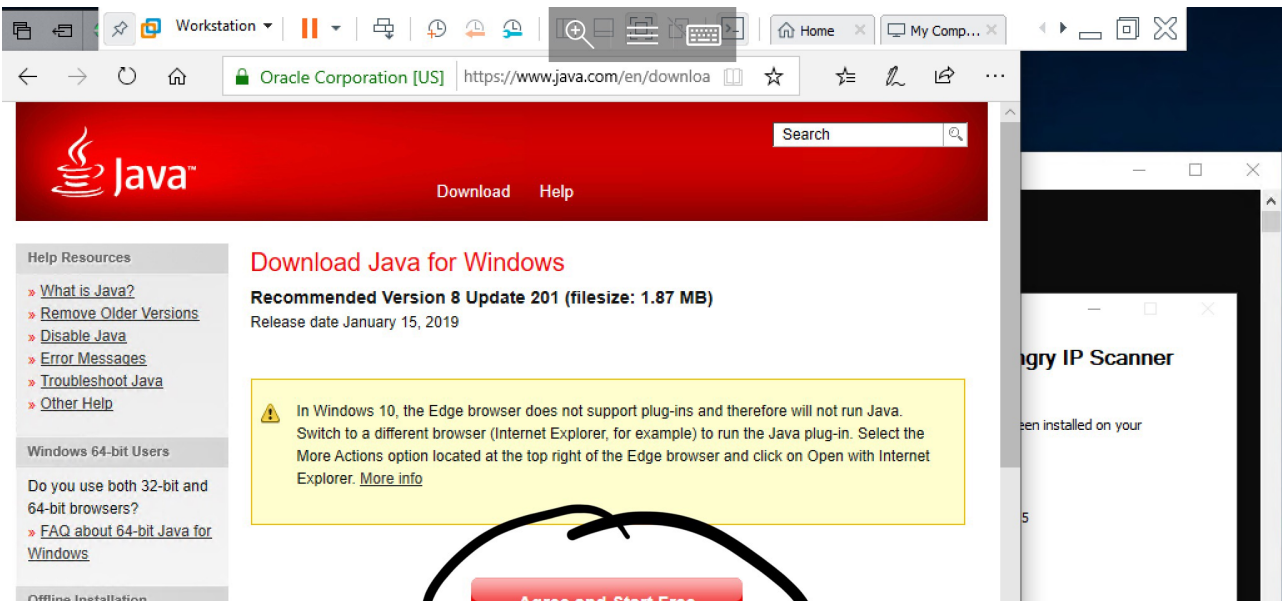 Workstation
Home
My Comp...
Oracle Corporation [US]
https://www.java.com/en/downloa
Java™
Search
Download Help
Help Resources
» What is Java?
» Remove Older Versions
» Disable Java
» Error Messages
» Troubleshoot Java
» Other Help
Windows 64-bit Users
Do you use both 32-bit and
64-bit browsers?
» FAQ about 64-bit Java for
Windows
Offline Installation
Download Java for Windows
Recommended Version 8 Update 201 (filesize: 1.87 MB)
Release date January 15, 2019
In Windows 10, the Edge browser does not support plug-ins and therefore will not run Java.
Switch to a different browser (Internet Explorer, for example) to run the Java plug-in. Select the
More Actions option located at the top right of the Edge browser and click on Open with Internet
Explorer. More info
Agree and Start Free
ngry IP Scanner
een installed on your
5